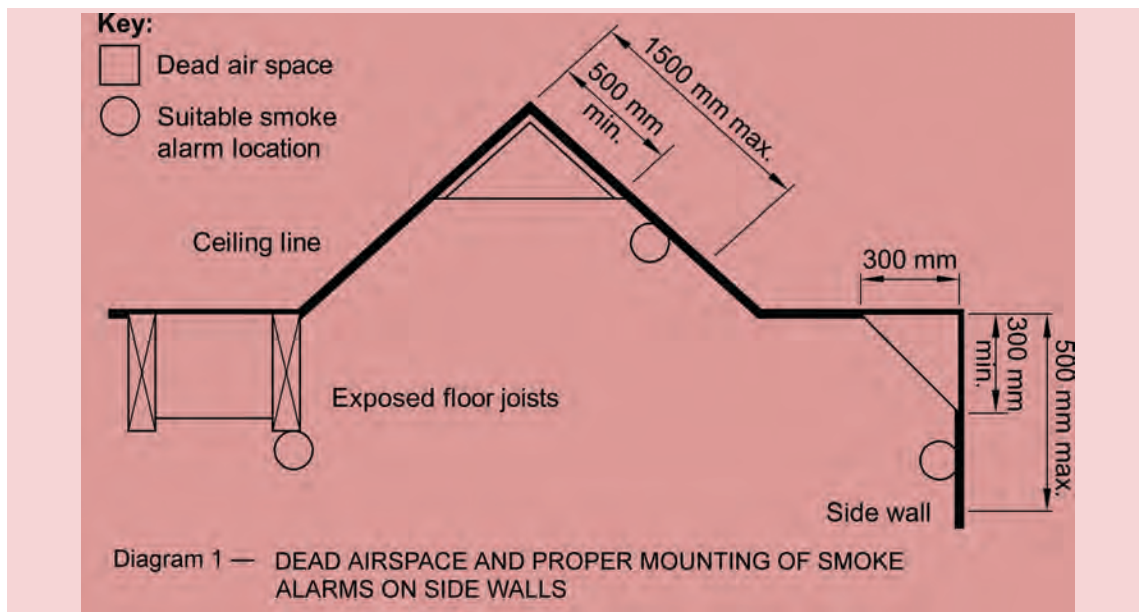 Key:
Dead air space
Suitable smoke
alarm location
1500 mm max.
500 mm
min.
Ceiling line
300 mm
300 mm
min.
500 mm
max.
Exposed floor joists
Side wall
Diagram 1 — DEAD AIRSPACE AND PROPER MOUNTING OF SMOKE
ALARMS ON SIDE WALLS